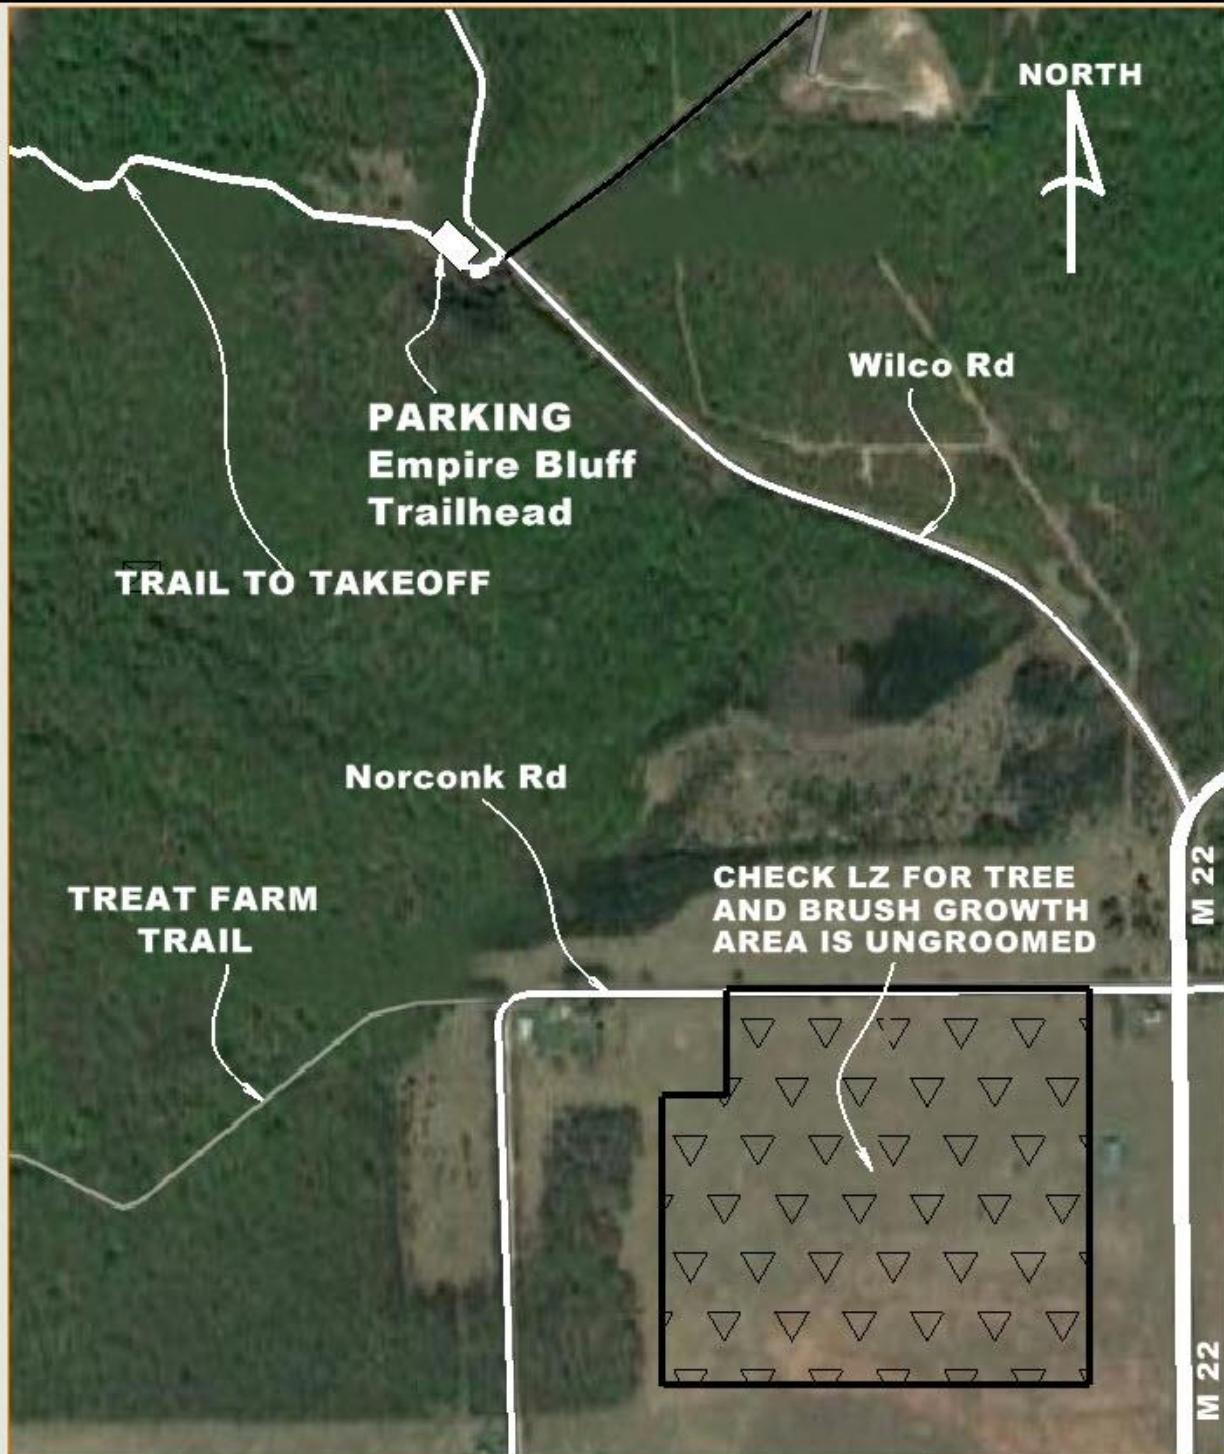 NORTH
Wilco Rd
PARKING
Empire Bluff
Trailhead
TRAIL TO TAKEOFF
Norconk Rd
TREAT FARM
TRAIL
CHECK LZ FOR TREE
AND BRUSH GROWTH
AREA IS UNGROOMED
M 22
M 22